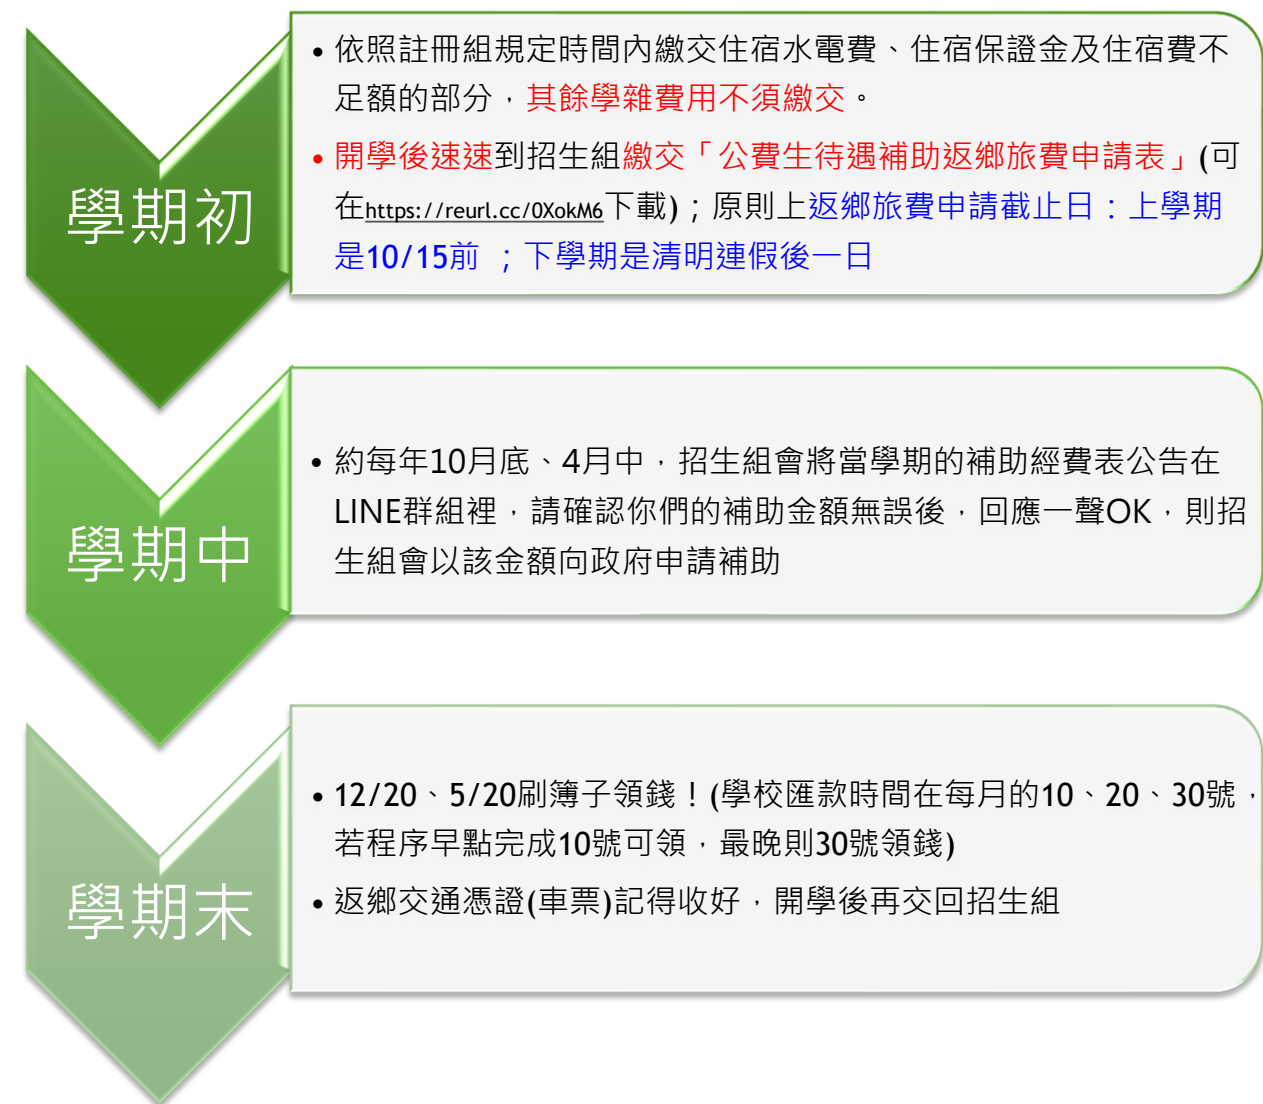 學期初
• 依照註冊組規定時間內繳交住宿水電費、住宿保證金及住宿費不
足額的部分，其餘學雜費用不須繳交。
• 開學後速速到招生組繳交「公費生待遇補助返鄉旅費申請表」(可
在https://reurl.cc/0XokM6下載)；原則上返鄉旅費申請截止日：上學期
是10/15前 ；下學期是清明連假後一日
學期中
• 約每年10月底、4月中，招生組會將當學期的補助經費表公告在
LINE群組裡，請確認你們的補助金額無誤後，回應一聲OK，則招
生組會以該金額向政府申請補助
學期末
• 12/20、5/20刷簿子領錢！(學校匯款時間在每月的10、20、30號，
若程序早點完成10號可領，最晚則30號領錢)
• 返鄉交通憑證(車票)記得收好，開學後再交回招生組